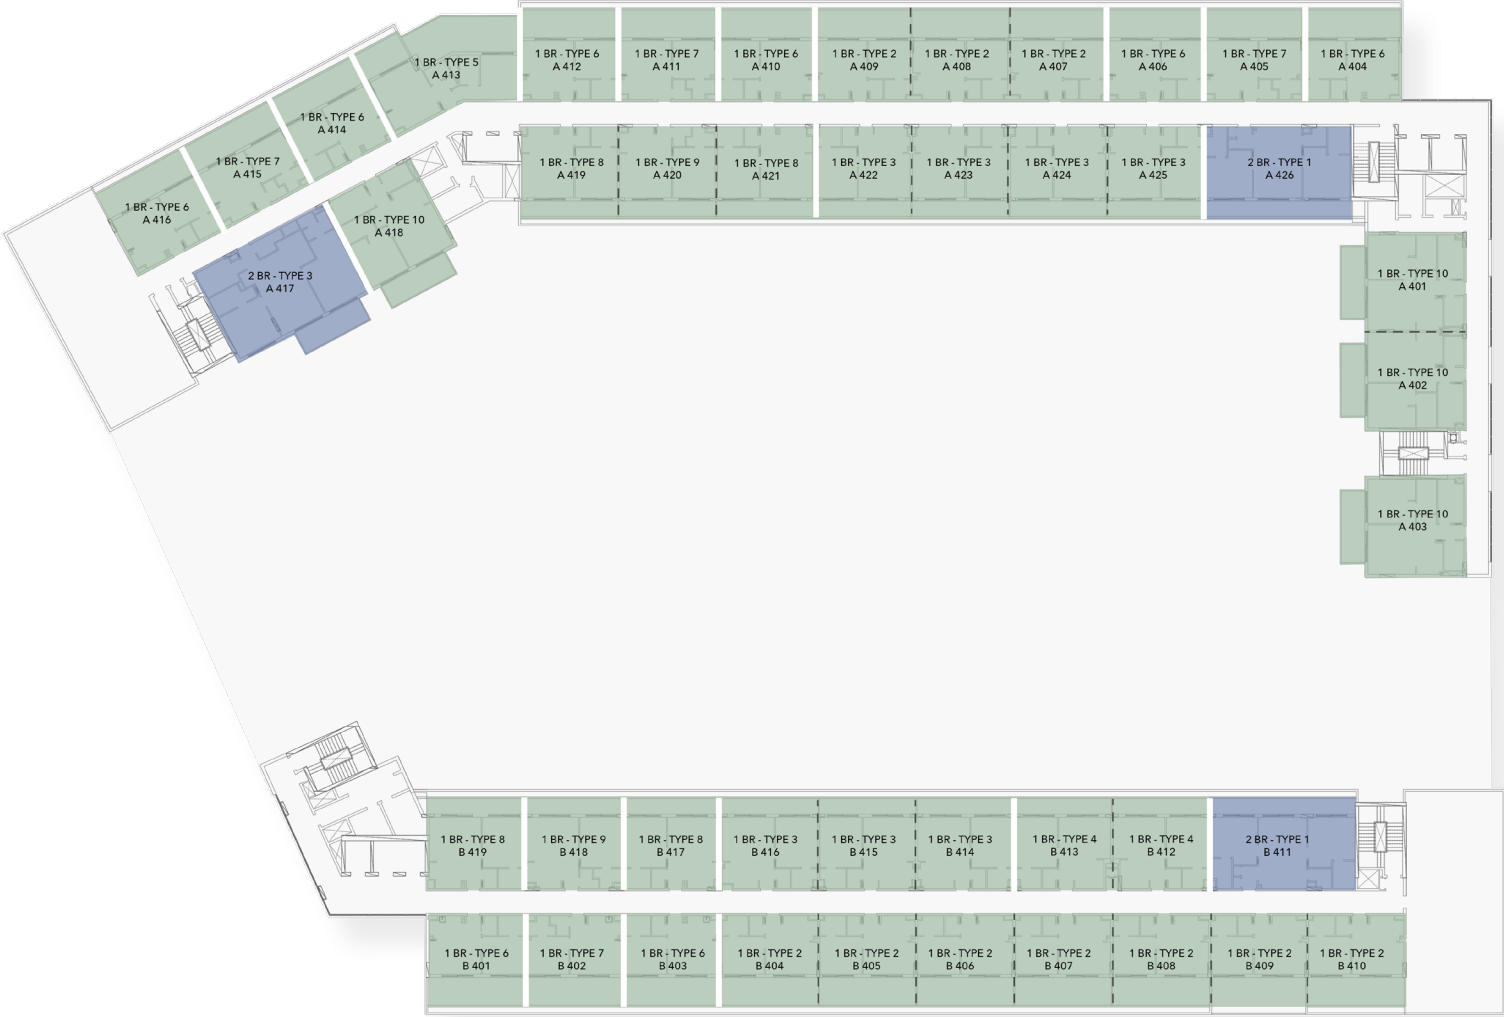 1 BR - TYPE 5
A 413
1 BR - TYPE 6
A 412
1 BR - TYPE 7
A 411
1 BR - TYPE 6
A 410
1 BR - TYPE 2
A 409
1 BR - TYPE 2
A 408
1 BR - TYPE 2
A 407
1 BR - TYPE 6
A 406
1 BR - TYPE 7
A 405
1 BR - TYPE 6
A 404
1 BR - TYPE 6
A 414
1 BR - TYPE 7
A 415
1 BR - TYPE 6
A 416
1 BR - TYPE 8
A 419
1 BR - TYPE 9
A 420
1 BR - TYPE 8
A 421
1 BR - TYPE 3
A 422
1 BR - TYPE 3
A 423
1 BR - TYPE 3
A 424
1 BR - TYPE 3
A 425
2 BR - TYPE 1
A 426
1 BR - TYPE 10
A 418
2 BR - TYPE 3
A 417
1 BR - TYPE 10
A 401
1 BR - TYPE 10
A 402
1 BR - TYPE 10
A 403
1 BR - TYPE 8
B 419
1 BR - TYPE 9
B 418
1 BR - TYPE 8
B 417
1 BR - TYPE 3
B 416
1 BR - TYPE 3
B 415
1 BR - TYPE 3
B 414
1 BR - TYPE 4
B 413
1 BR - TYPE 4
B 412
2 BR - TYPE 1
B 411
1 BR - TYPE 6
B 401
1 BR - TYPE 7
B 402
1 BR - TYPE 6
B 403
1 BR - TYPE 2
B 404
1 BR - TYPE 2
B 405
1 BR - TYPE 2
B 406
1 BR - TYPE 2
B 407
1 BR - TYPE 2
B 408
1 BR - TYPE 2
B 409
1 BR - TYPE 2
B 410